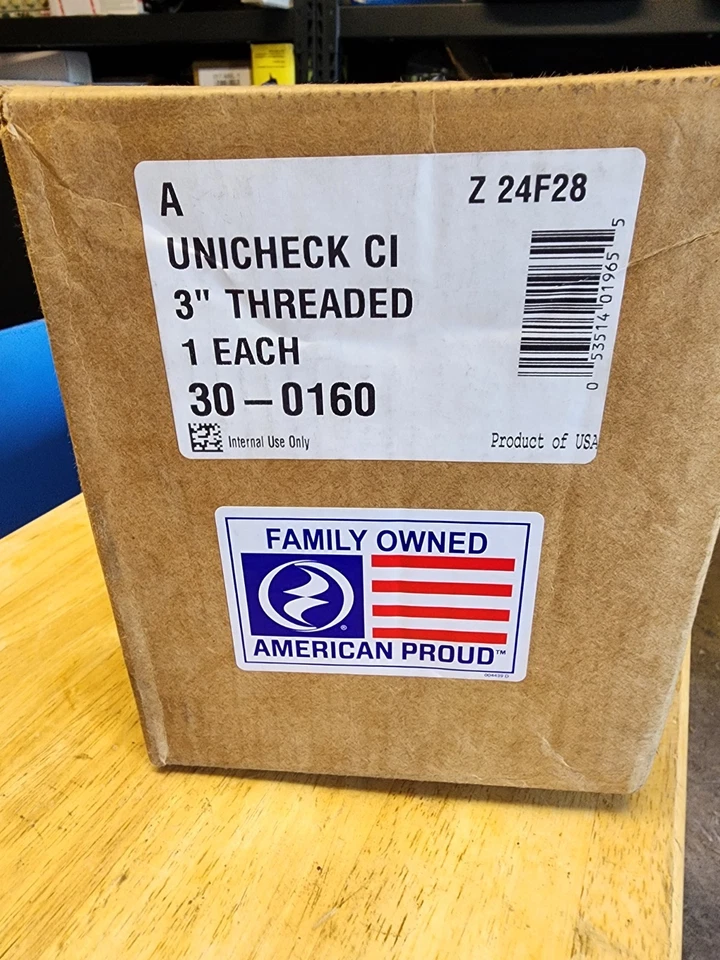 A
Z 24F28
UNICHECK CI
3" THREADED
1 EACH
30-0160
Internal Use Only
Product of USA
0 53514 01965 5
FAMILY OWNED
®
AMERICAN PROUD™